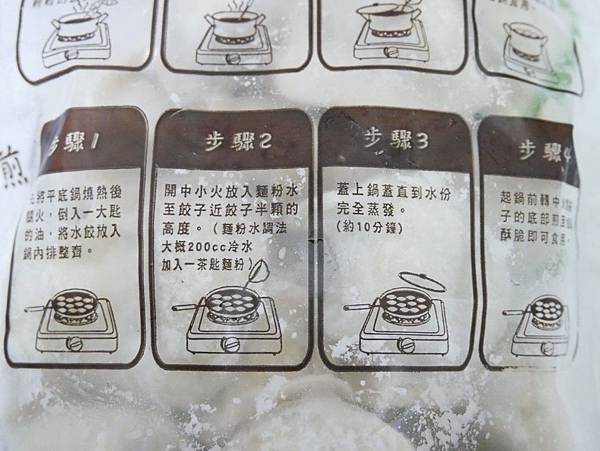 煎
步驟1
將平底鍋燒熱後
火，倒入一大匙
的油，將水餃放入
鍋內排整齊。
步驟2
開中小火放入麵粉水
至餃子近餃子半顆的
高度。（麵粉水調法
大概200cc冷水
加入一茶匙麵粉）
步驟3
蓋上鍋蓋直到水份
完全蒸發。
(約10分鐘)
步驟4
起鍋前轉中
子的底部煎至
酥脆即可食用